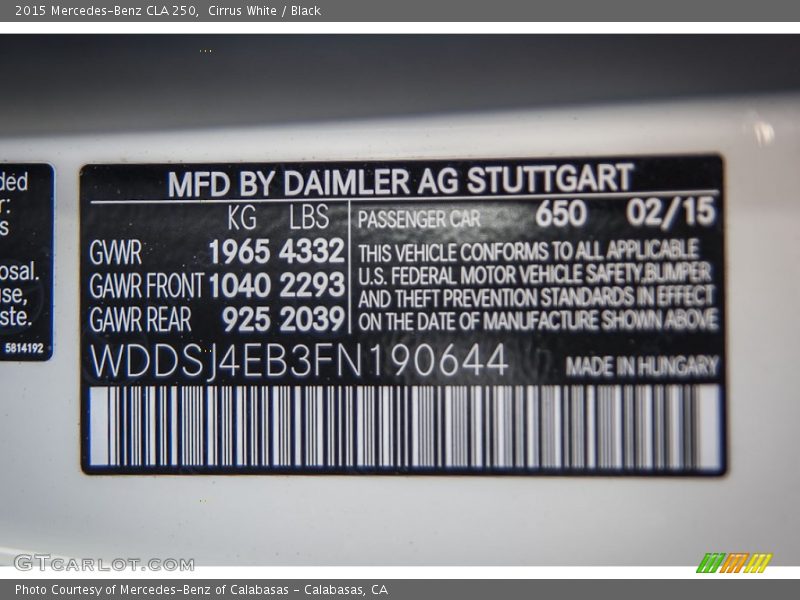 2015 Mercedes-Benz CLA 250,  Cirrus White / Black
ded
r:
s
osal.
use,
ste.
5814192
MFD BY DAIMLER AG STUTTGART
KG LBS
GWR 1965 4332
GAWR FRONT 1040 2293
GAWR REAR 925 2039
PASSENGER CAR 650 02/15
THIS VEHICLE CONFORMS TO ALL APPLICABLE
U.S. FEDERAL MOTOR VEHICLE SAFETY,BUMPER
AND THEFT PREVENTION STANDARDS IN EFFECT
ON THE DATE OF MANUFACTURE SHOWN ABOVE
WDDSJ4EB3FN190644
MADE IN HUNGARY
GTCARLOT.COM
Photo Courtesy of Mercedes-Benz of Calabasas - Calabasas, CA